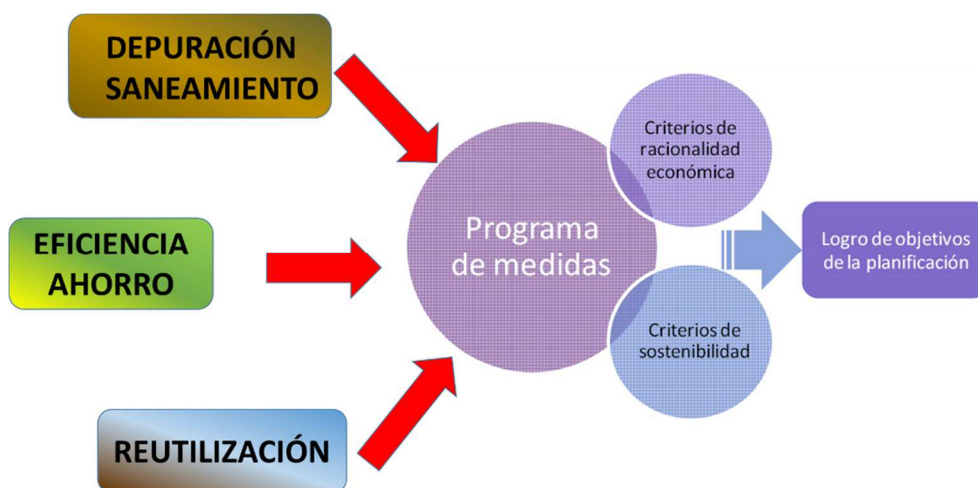 DEPURACIÓN
SANEAMIENTO
EFICIENCIA
AHORRO
REUTILIZACIÓN
Programa
de medidas
Criterios de
racionalidad
económica
Criterios de
sostenibilidad
Logro de objetivos
de la planificación